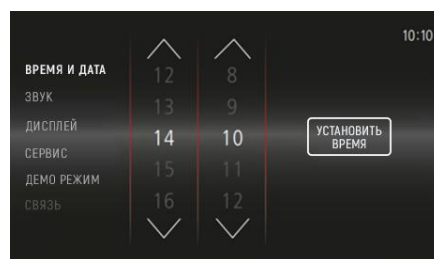 10:10
ВРЕМЯ И ДАТА
ЗВУК
ДИСПЛЕЙ
СЕРВИС
ДЕМО РЕЖИМ
СВЯЗЬ
12 8
13 9
14 10
15 11
16 12
УСТАНОВИТЬ
ВРЕМЯ